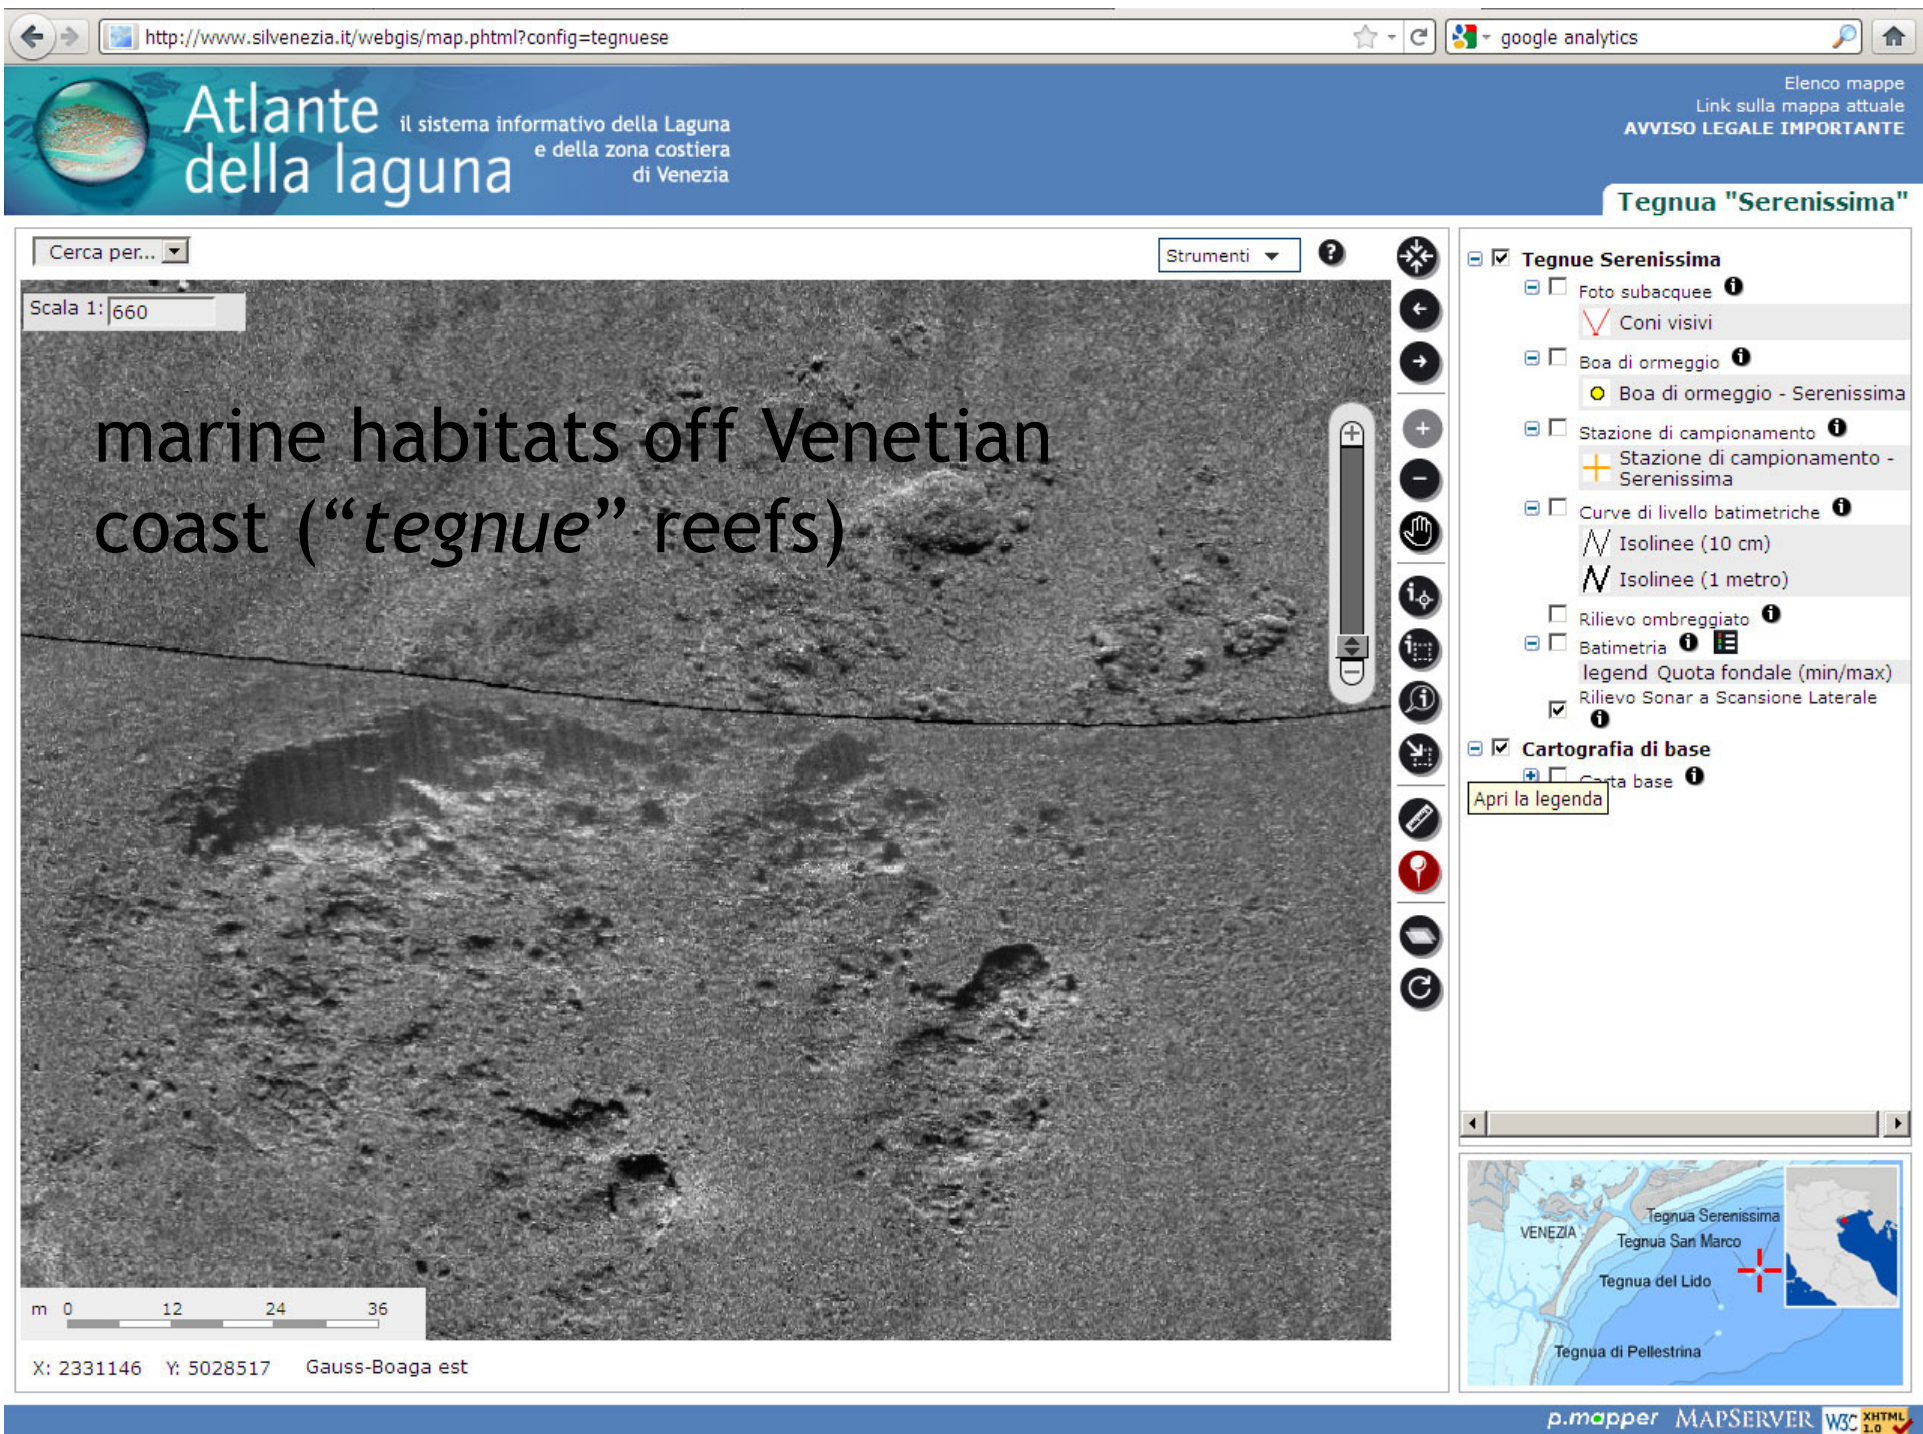 http://www.silvenezia.it/webgis/map.phtml?config=tegnuese
google analytics
Atlante
della laguna
il sistema informativo della Laguna
e della zona costiera
di Venezia
Elenco mappe
Link sulla mappa attuale
AVVISO LEGALE IMPORTANTE
Tegnua "Serenissima"
Cerca per...
Strumenti
?
Scala 1: 660
marine habitats off Venetian
coast (“tegnue” reefs)
Tegnue Serenissima
Foto subacquee
Coni visivi
Boa di ormeggio
Boa di ormeggio - Serenissima
Stazione di campionamento
Stazione di campionamento -
Serenissima
Curve di livello batimetriche
Isolinee (10 cm)
Isolinee (1 metro)
Rilievo ombreggiato
Batimetria
legend Quota fondale (min/max)
Rilievo Sonar a Scansione Laterale
Cartografia di base
Apri la legenda
VENEZIA
Tegnua Serenissima
Tegnua San Marco
Tegnua del Lido
Tegnua di Pellestrina
m 0 12 24 36
X: 2331146 Y: 5028517 Gauss-Boaga est
p.mapper MAPSERVER W3C XHTML 1.0